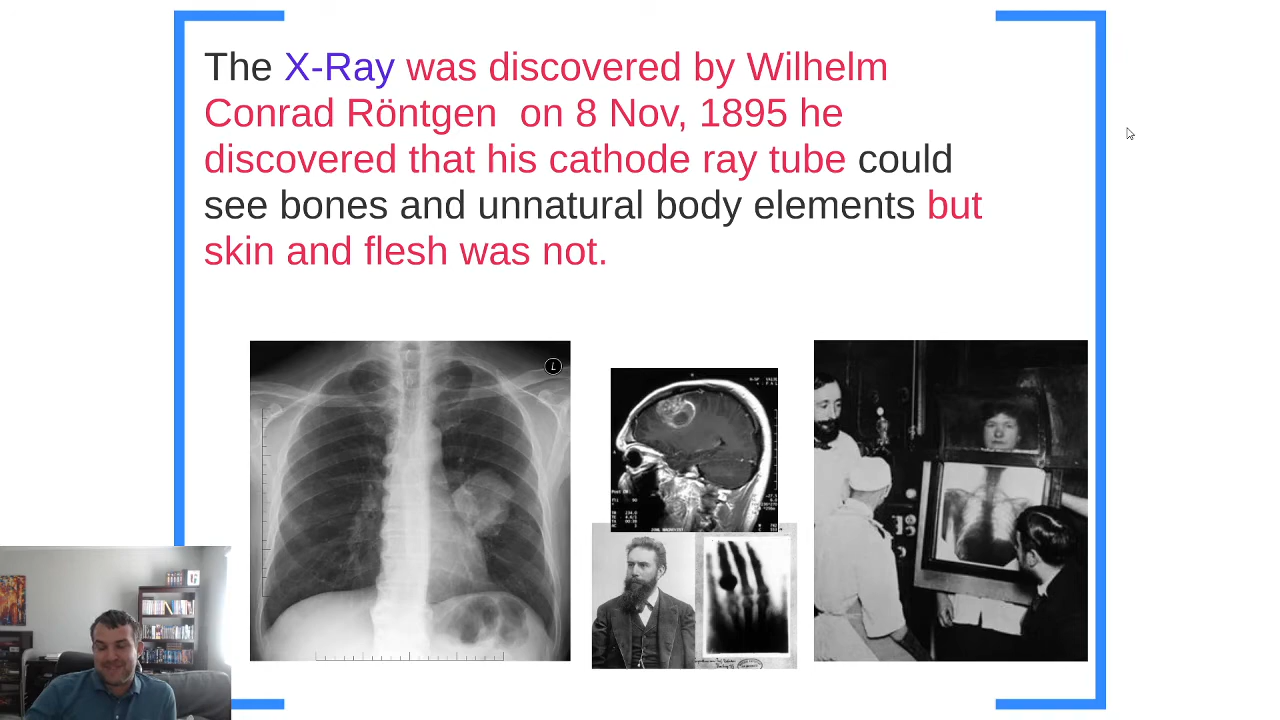 The X-Ray was discovered by Wilhelm
Conrad Röntgen  on 8 Nov, 1895 he
discovered that his cathode ray tube could
see bones and unnatural body elements but
skin and flesh was not.
L